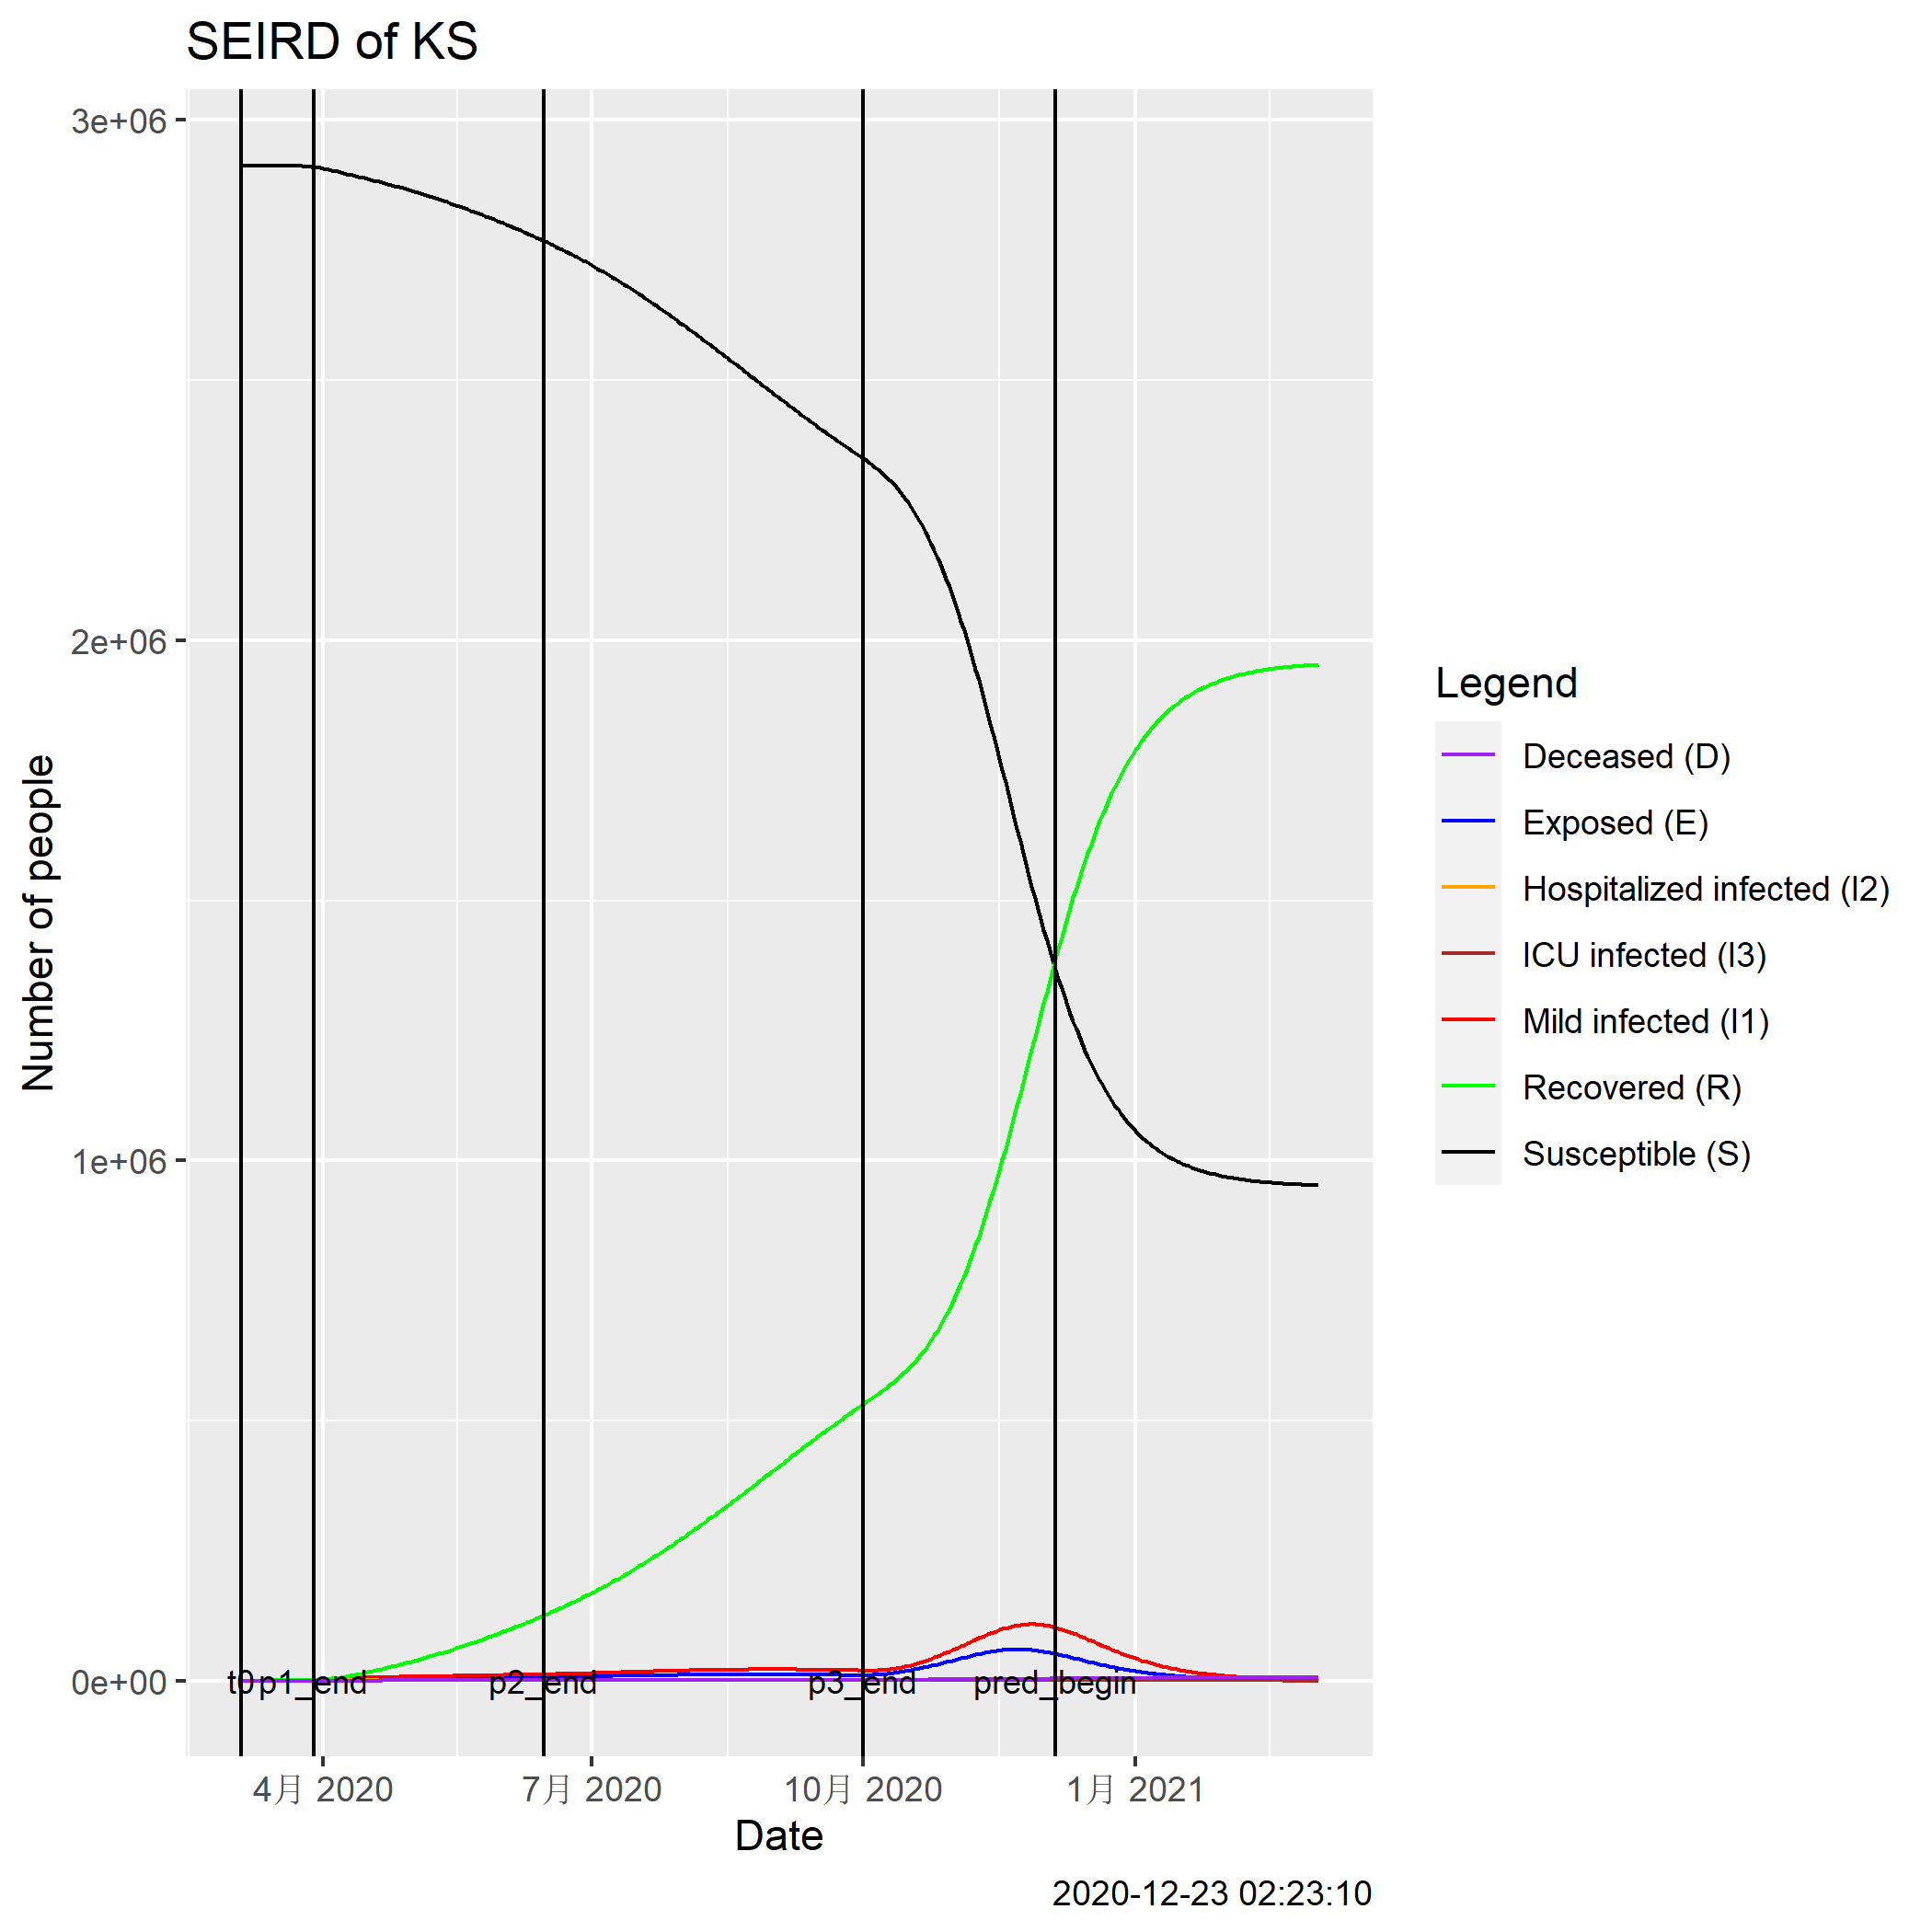 SEIRD of KS
3e+06
2e+06
1e+06
0e+00
Number of people
t0
p1_end
p2_end
p3_end
pred_begin
4月 2020
7月 2020
10月 2020
1月 2021
Date
Legend
Deceased (D)
Exposed (E)
Hospitalized infected (I2)
ICU infected (I3)
Mild infected (I1)
Recovered (R)
Susceptible (S)
2020-12-23 02:23:10